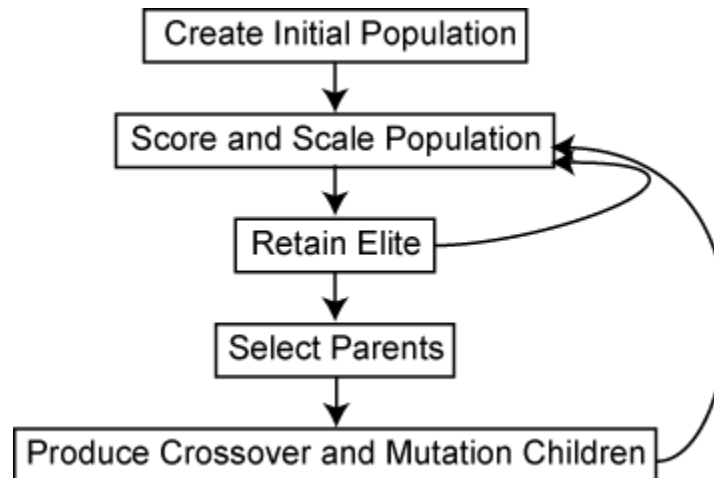 Create Initial Population
Score and Scale Population
Retain Elite
Select Parents
Produce Crossover and Mutation Children